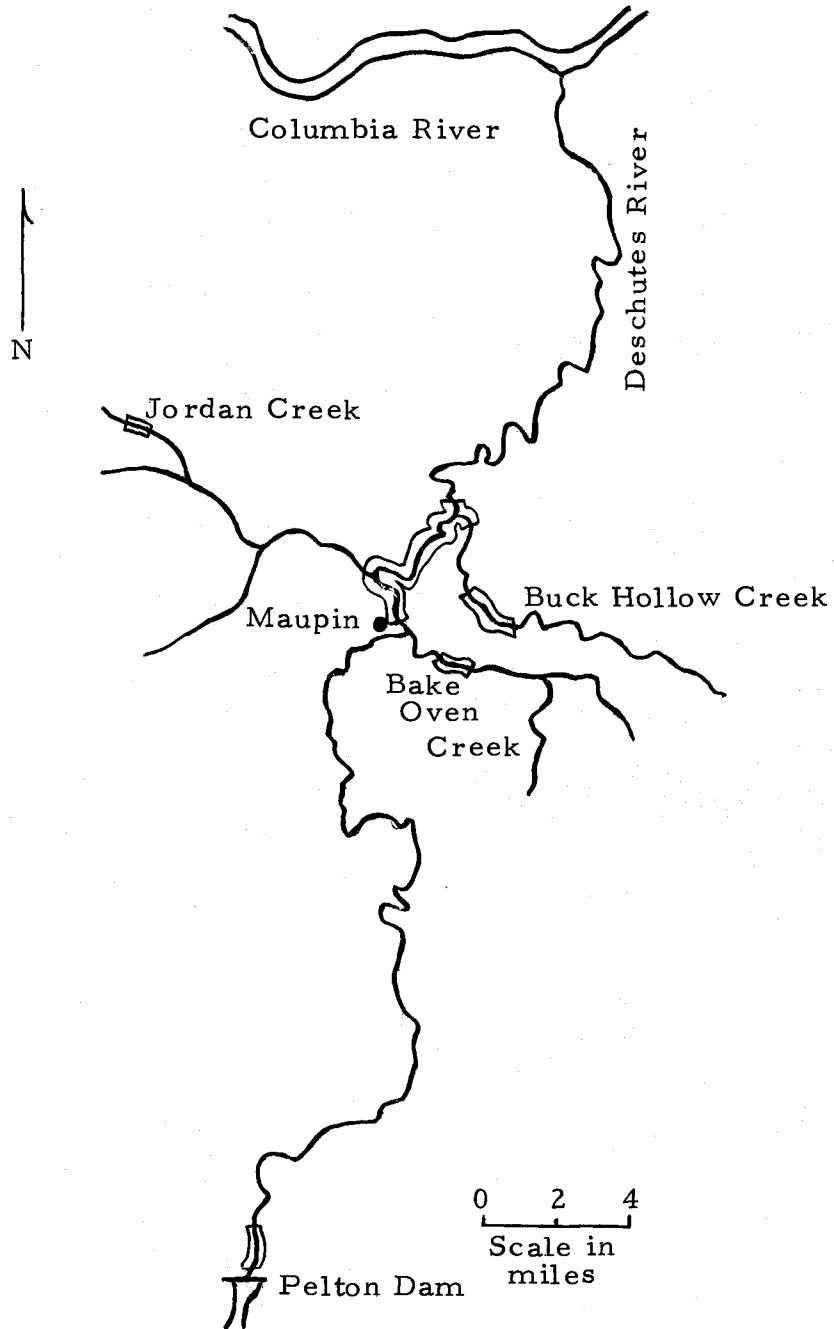 Columbia River
Deschutes River
N
Jordan Creek
Buck Hollow Creek
Maupin
Bake
Oven
Creek
0 2 4
Scale in
miles
Pelton Dam